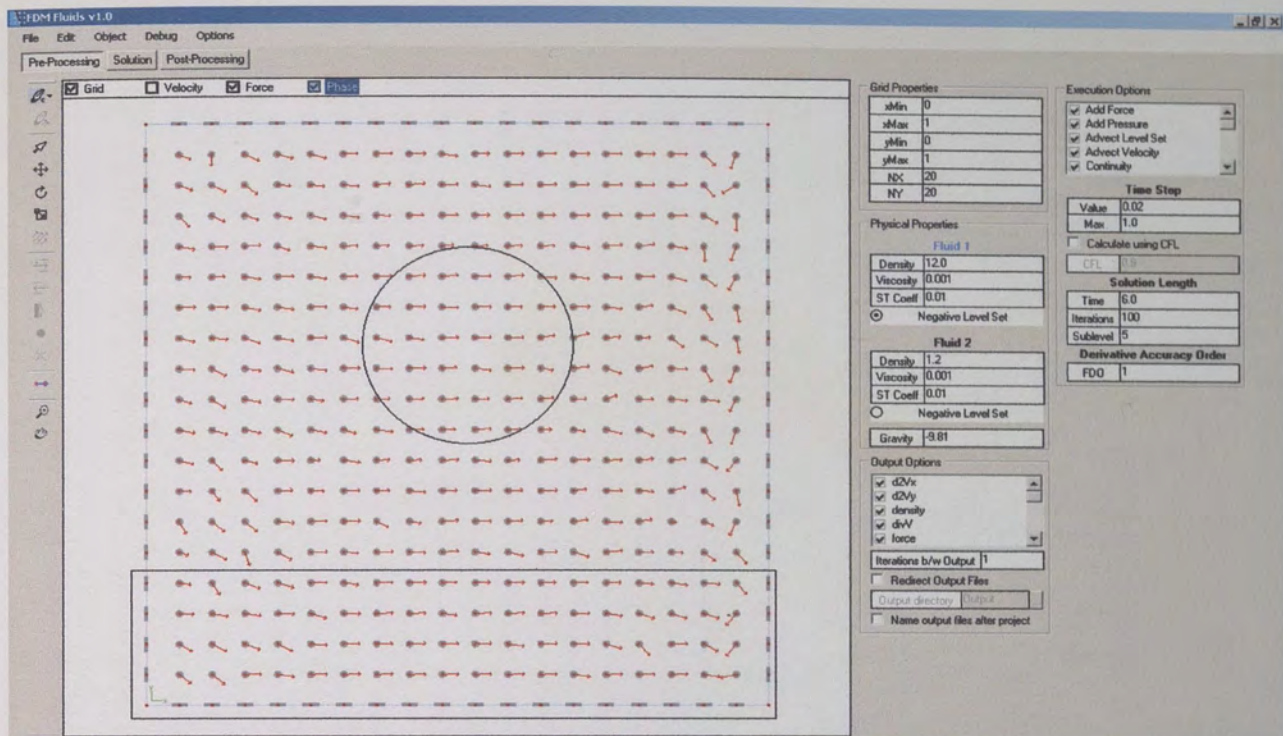 FDM Fluids v1.0
File Edit Object Debug Options
Pre-Processing Solution Post-Processing
Grid Velocity Force Phase
Grid Properties
xMin 0
xMax 1
yMin 0
yMax 1
NX 20
NY 20
Physical Properties
Fluid 1
Density 12.0
Viscosity 0.001
ST Coeff 0.01
Negative Level Set
Fluid 2
Density 1.2
Viscosity 0.001
ST Coeff 0.01
Negative Level Set
Gravity -9.81
Output Options
d2Vx
d2Vy
density
divV
force
Iterations b/w Output 1
Redirect Output Files
Output directory Output
Name output files after project
Execution Options
Add Force
Add Pressure
Advect Level Set
Advect Velocity
Continuity
Time Step
Value 0.02
Max 1.0
Calculate using CFL
CFL
Solution Length
Time 6.0
Iterations 100
Sublevel 5
Derivative Accuracy Order
FDO 1